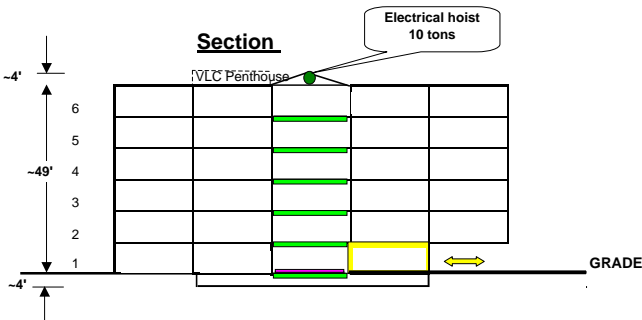 Electrical hoist
10 tons
Section
~4'
VLC Penthouse
6
5
4
~49'
3
2
1
GRADE
~4'